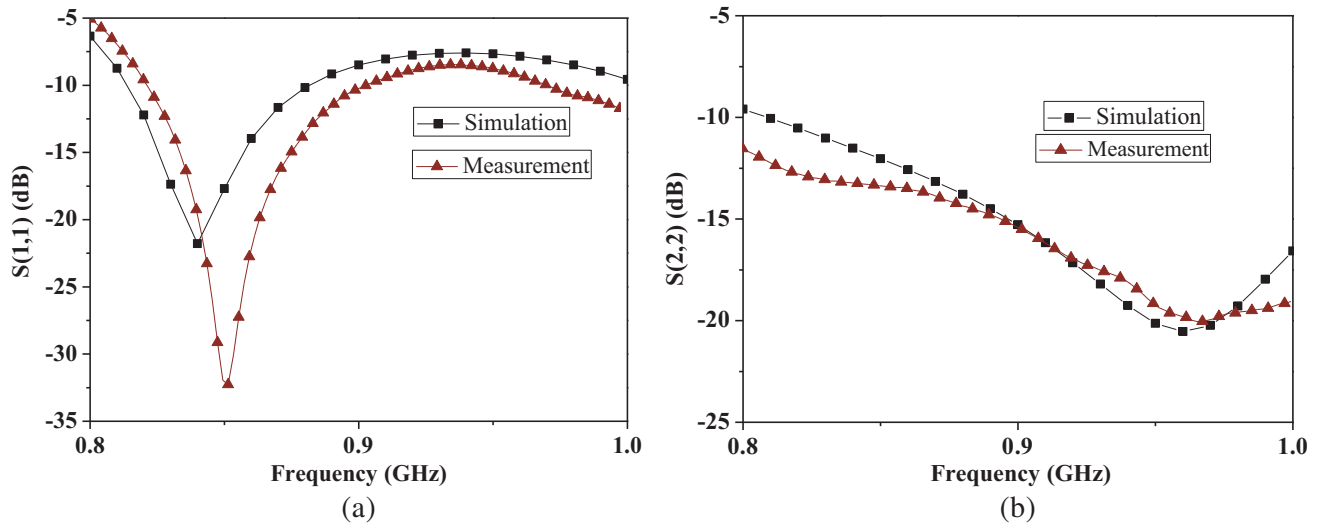 -5
-10
-15
-20
-25
-30
-35
S(1,1) (dB)
Simulation
Measurement
0.8
0.9
1.0
Frequency (GHz)
(a)
-5
-10
-15
-20
-25
S(2,2) (dB)
Simulation
Measurement
0.8
0.9
1.0
Frequency (GHz)
(b)